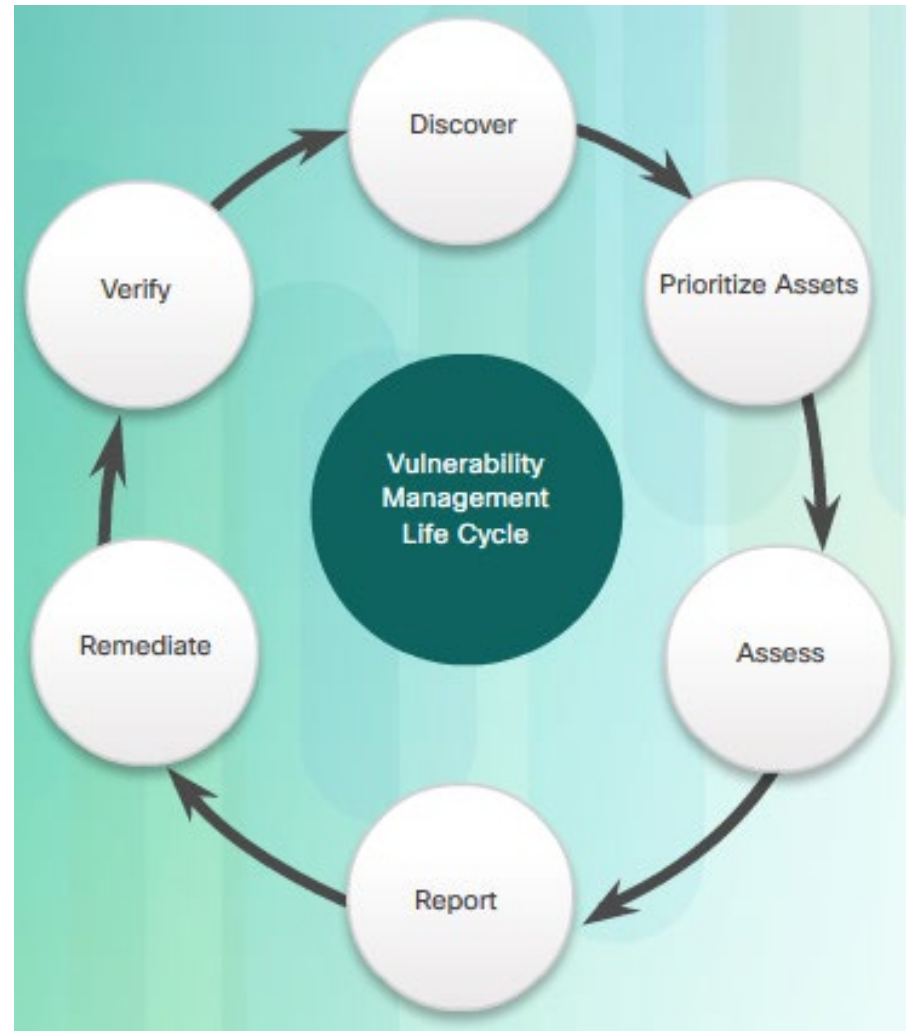 Discover
Prioritize Assets
Assess
Report
Remediate
Verify
Vulnerability
Management
Life Cycle